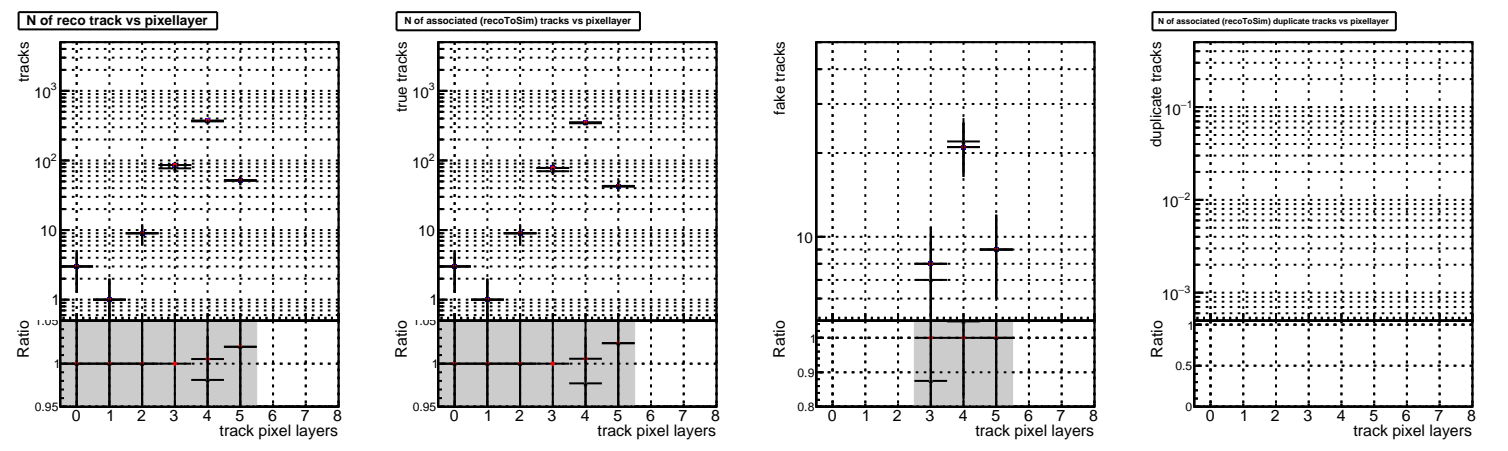 N of reco track vs pixellayer
tracks
10³
10²
10
1
1.05
Ratio
1
0.95
0 1 2 3 4 5 6 7 8
track pixel layers
N of associated (recoToSim) tracks vs pixellayer
true tracks
10³
10²
10
1
1.05
Ratio
1
0.95
0 1 2 3 4 5 6 7 8
track pixel layers
fake tracks
10
Ratio
1
0.9
0.8
0 1 2 3 4 5 6 7 8
track pixel layers
N of associated (recoToSim) duplicate tracks vs pixellayer
duplicate tracks
10⁻¹
10⁻²
10⁻³
Ratio
1
0.5
0
0 1 2 3 4 5 6 7 8
track pixel layers